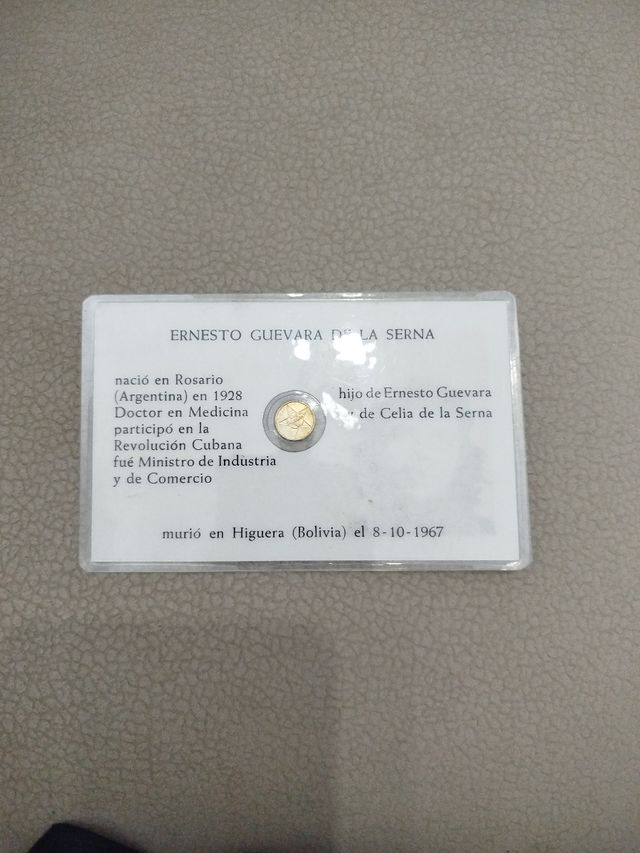 ERNESTO GUEVARA DE LA SERNA
nació en Rosario
(Argentina) en 1928
Doctor en Medicina
participó en la
Revolución Cubana
fué Ministro de Industria
y de Comercio
hijo de Ernesto Guevara
y de Celia de la Serna
murió en Higuera (Bolivia) el 8-10-1967